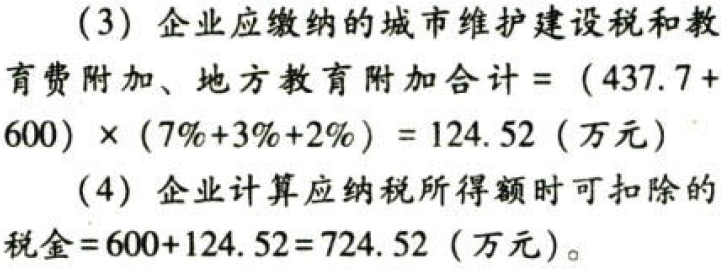 (3) 企业应缴纳的城市维护建设税和教
育费附加、地方教育附加合计 = (437.7+
600) × (7%+3%+2%) = 124.52 (万元)
(4) 企业计算应纳税所得额时可扣除的
税金=600+124.52=724.52 (万元)。